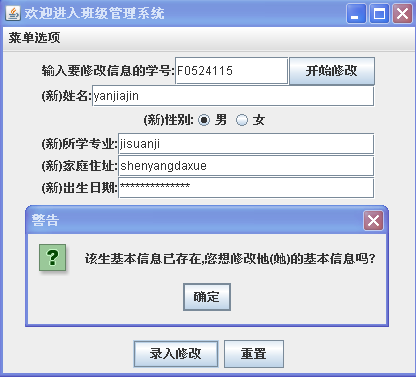 欢迎进入班级管理系统
菜单选项
输入要修改信息的学号: F0524115 开始修改
(新)姓名: yanjiajin
(新)性别: 男 女
(新)所学专业: jisuanji
(新)家庭住址: shenyangdaxue
(新)出生日期: **************
警告
? 该生基本信息已存在,您想修改他(她)的基本信息吗?
确定
录入修改 重置